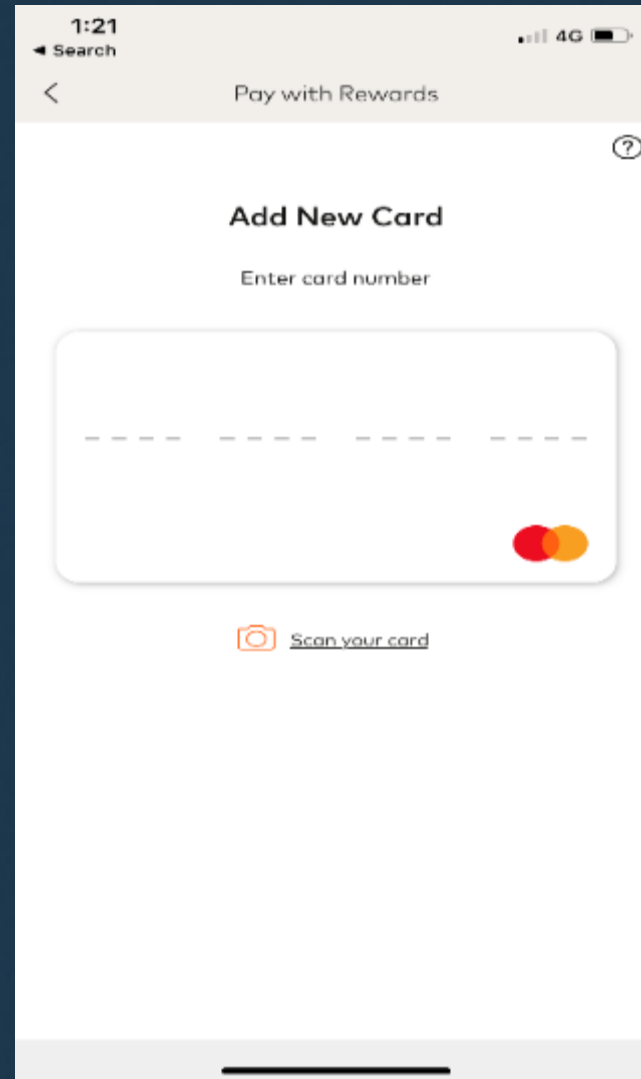 1:21
4G
◄ Search
Pay with Rewards
?
Add New Card
Enter card number
Scan your card